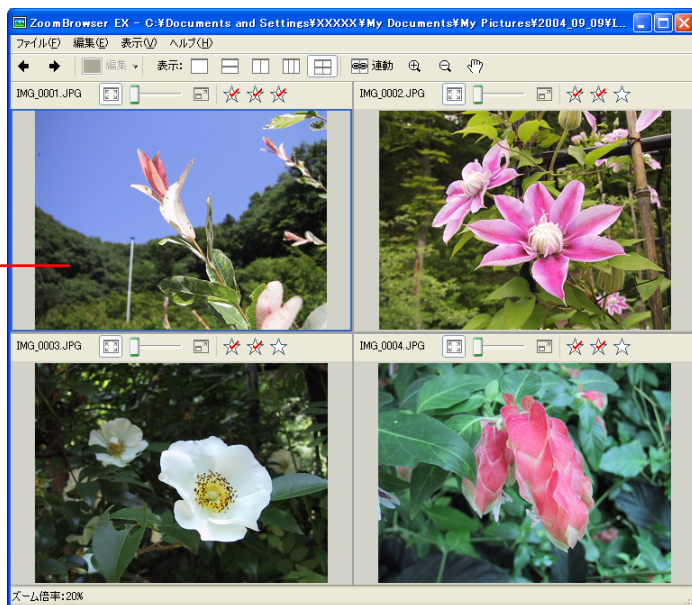 ZoomBrowser EX - C:¥Documents and Settings¥XXXXX¥My Documents¥My Pictures¥2004_09_09¥I..
ファイル(F) 編集(E) 表示(V) ヘルプ(H)
編集 表示: 連動
IMG_0001.JPG
IMG_0002.JPG
IMG_0003.JPG
IMG_0004.JPG
ズーム倍率:20%